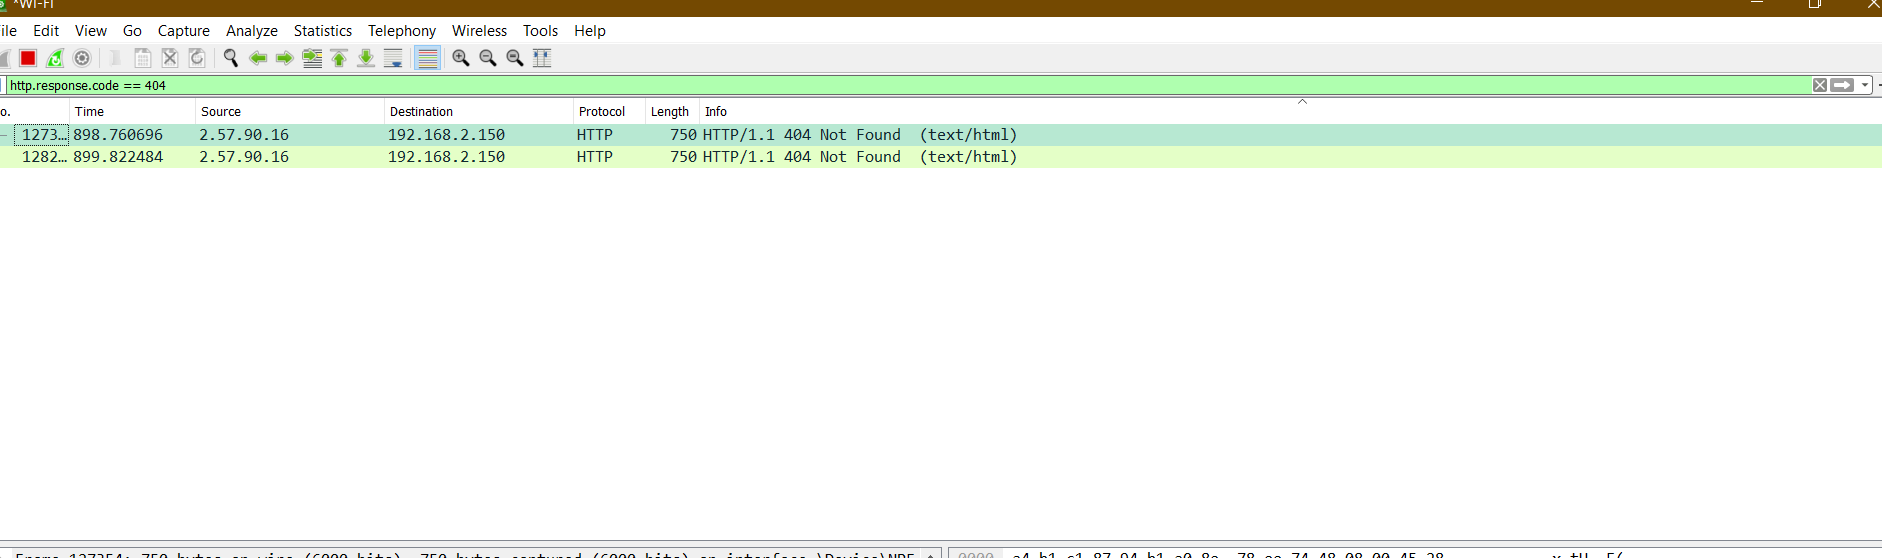 *Wi-Fi
File Edit View Go Capture Analyze Statistics Telephony Wireless Tools Help
http.response.code == 404
o. Time Source Destination Protocol Length Info
1273… 898.760696 2.57.90.16 192.168.2.150 HTTP 750 HTTP/1.1 404 Not Found (text/html)
1282… 899.822484 2.57.90.16 192.168.2.150 HTTP 750 HTTP/1.1 404 Not Found (text/html)